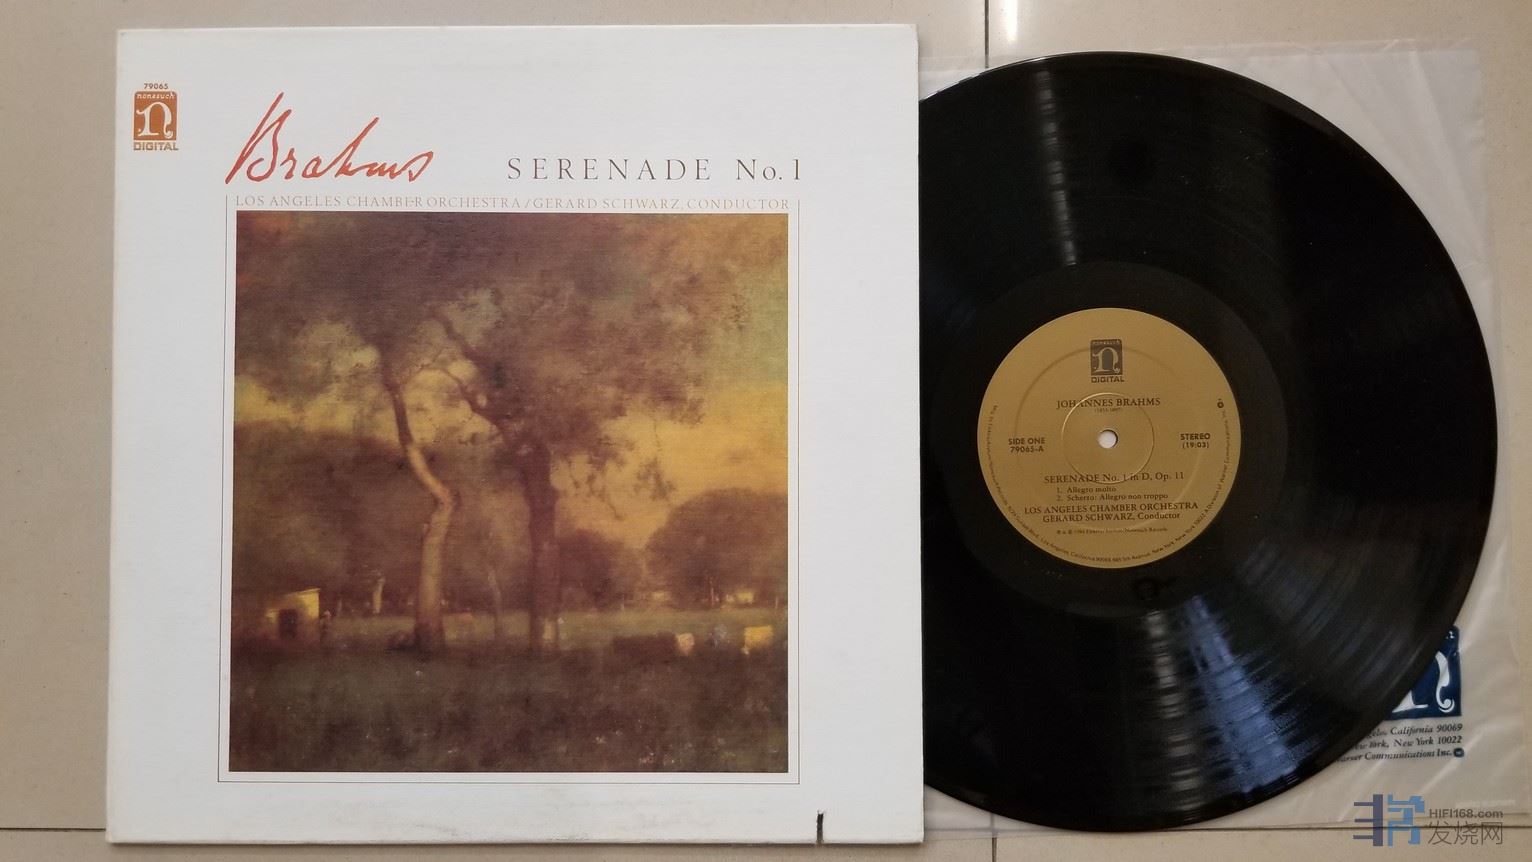 79065
nonesuch
DIGITAL
Brahms
SERENADE No. 1
LOS ANGELES CHAMBER ORCHESTRA / GERARD SCHWARZ, CONDUCTOR
nonesuch
DIGITAL
JOHANNES BRAHMS
(1833-1897)
SIDE ONE
79065-A
STEREO
(19:03)
SERENADE No. 1 in D, Op. 11
1. Allegro molto
2. Scherzo: Allegro non troppo
LOS ANGELES CHAMBER ORCHESTRA
GERARD SCHWARZ, Conductor
California 90069
New York 10022
Communications Inc.
HIFI168.com
发烧网